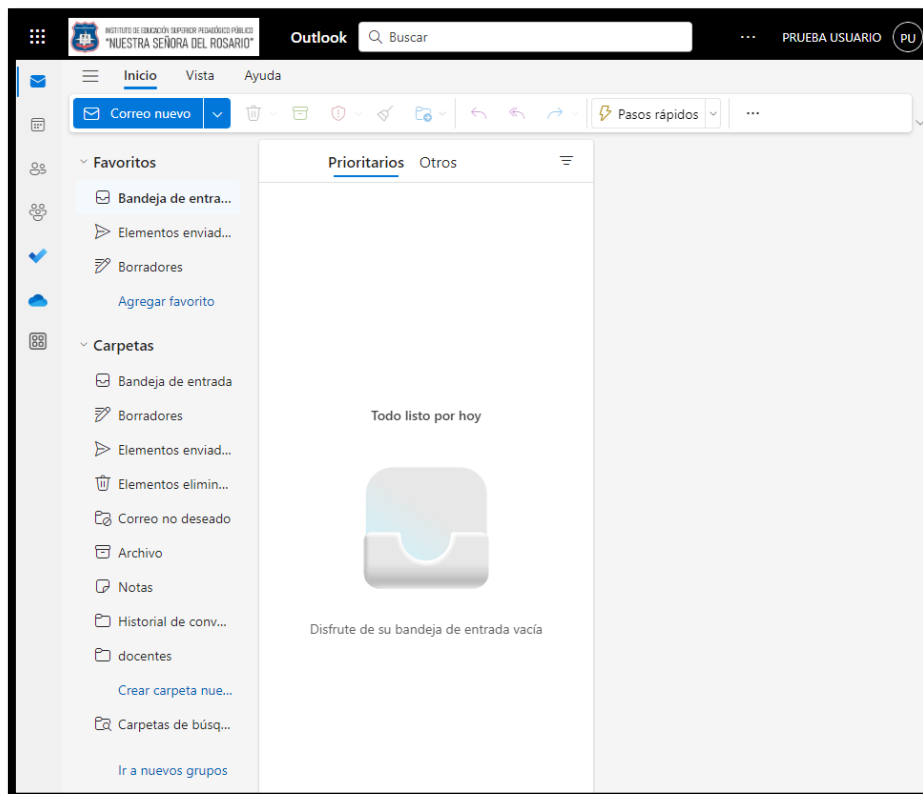 INSTITUTO DE EDUCACIÓN SUPERIOR PEDAGÓGICO PÚBLICO
"NUESTRA SEÑORA DEL ROSARIO"
Outlook
Buscar
...
PRUEBA USUARIO
PU
Inicio Vista Ayuda
Correo nuevo
Pasos rápidos
...
Favoritos
Bandeja de entra...
Elementos enviad...
Borradores
Agregar favorito
Carpetas
Bandeja de entrada
Borradores
Elementos enviad...
Elementos elimin...
Correo no deseado
Archivo
Notas
Historial de conv...
docentes
Crear carpeta nue...
Carpetas de búsq...
Ir a nuevos grupos
Prioritarios Otros
Todo listo por hoy
Disfrute de su bandeja de entrada vacía